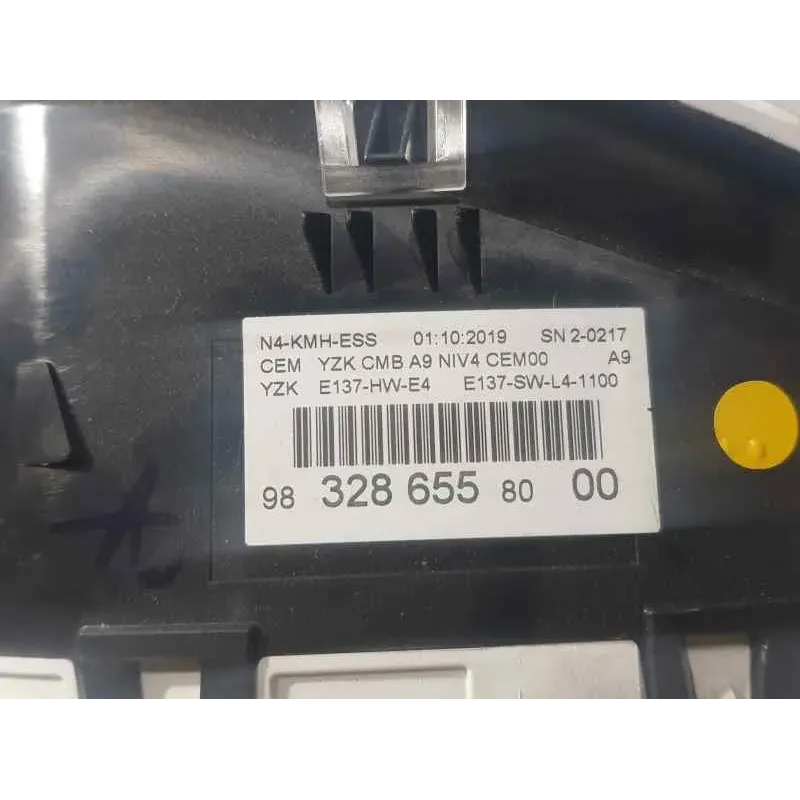 N4-KMH-ESS 01:10:2019 SN 2-0217
CEM YZK CMB A9 NIV4 CEM00 A9
YZK E137-HW-E4 E137-SW-L4-1100
98 328 655 80 00